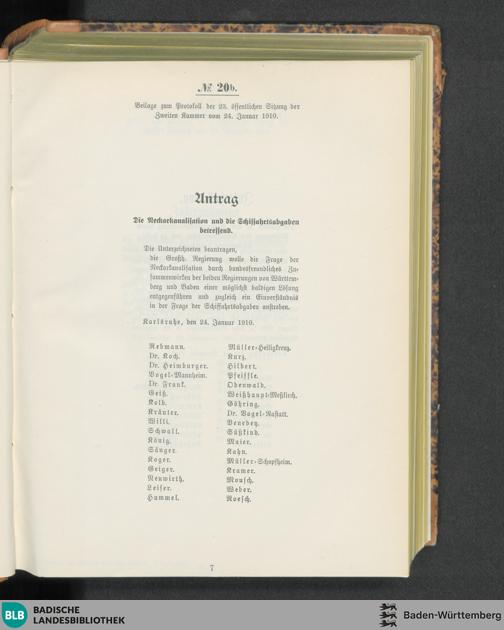 № 20b.
Beilage zum Protokoll der 23. öffentlichen Sitzung der
Zweiten Kammer vom 24. Januar 1910.
Antrag
Die Neckarkanalisation und die Schiffahrtsabgaben
betreffend.
Die Unterzeichneten beantragen,
die Großh. Regierung wolle die Frage der
Neckarkanalisation durch bundesfreundliches Zu-
sammenwirken der beiden Regierungen von Württem-
berg und Baden einer möglichst baldigen Lösung
entgegenführen und zugleich ein Einverständnis
in der Frage der Schiffahrtsabgaben anstreben.
Karlsruhe, den 24. Januar 1910.
Rebmann.
Dr. Koch.
Dr. Heimburger.
Vogel-Mannheim.
Dr. Frank.
Geiß.
Kolb.
Kräuter.
Willi.
Schwall.
König.
Sänger.
Koger.
Geiger.
Neuwirth.
Leiser.
Hummel.
Müller-Heiligkreuz.
Kurz.
Hilbert.
Pfeiffle.
Odenwald.
Weißhaupt-Meßkirch.
Göhring.
Dr. Vogel-Rastatt.
Venedey.
Süßkind.
Maier.
Kahn.
Müller-Schopfheim.
Kramer.
Monsch.
Weber.
Roesch.
7
BLB BADISCHE
LANDESBIBLIOTHEK
Baden-Württemberg